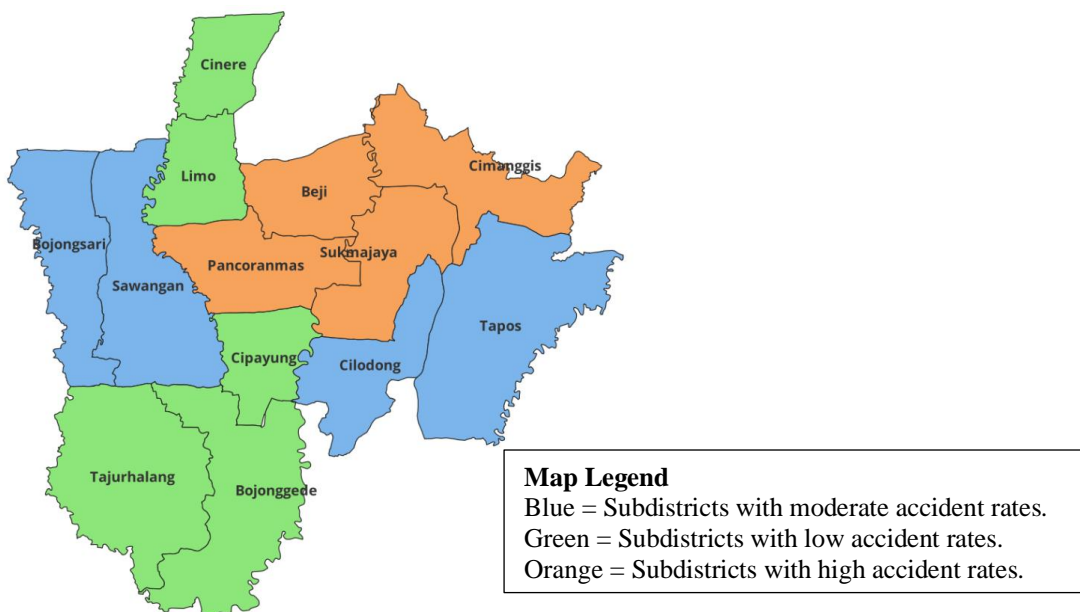 Cinere
Limo
Cimanggis
Beji
Bojongsari
Sukmajaya
Pancoranmas
Sawangan
Tapos
Cipayung
Cilodong
Tajurhalang
Bojonggede
Map Legend
Blue = Subdistricts with moderate accident rates.
Green = Subdistricts with low accident rates.
Orange = Subdistricts with high accident rates.